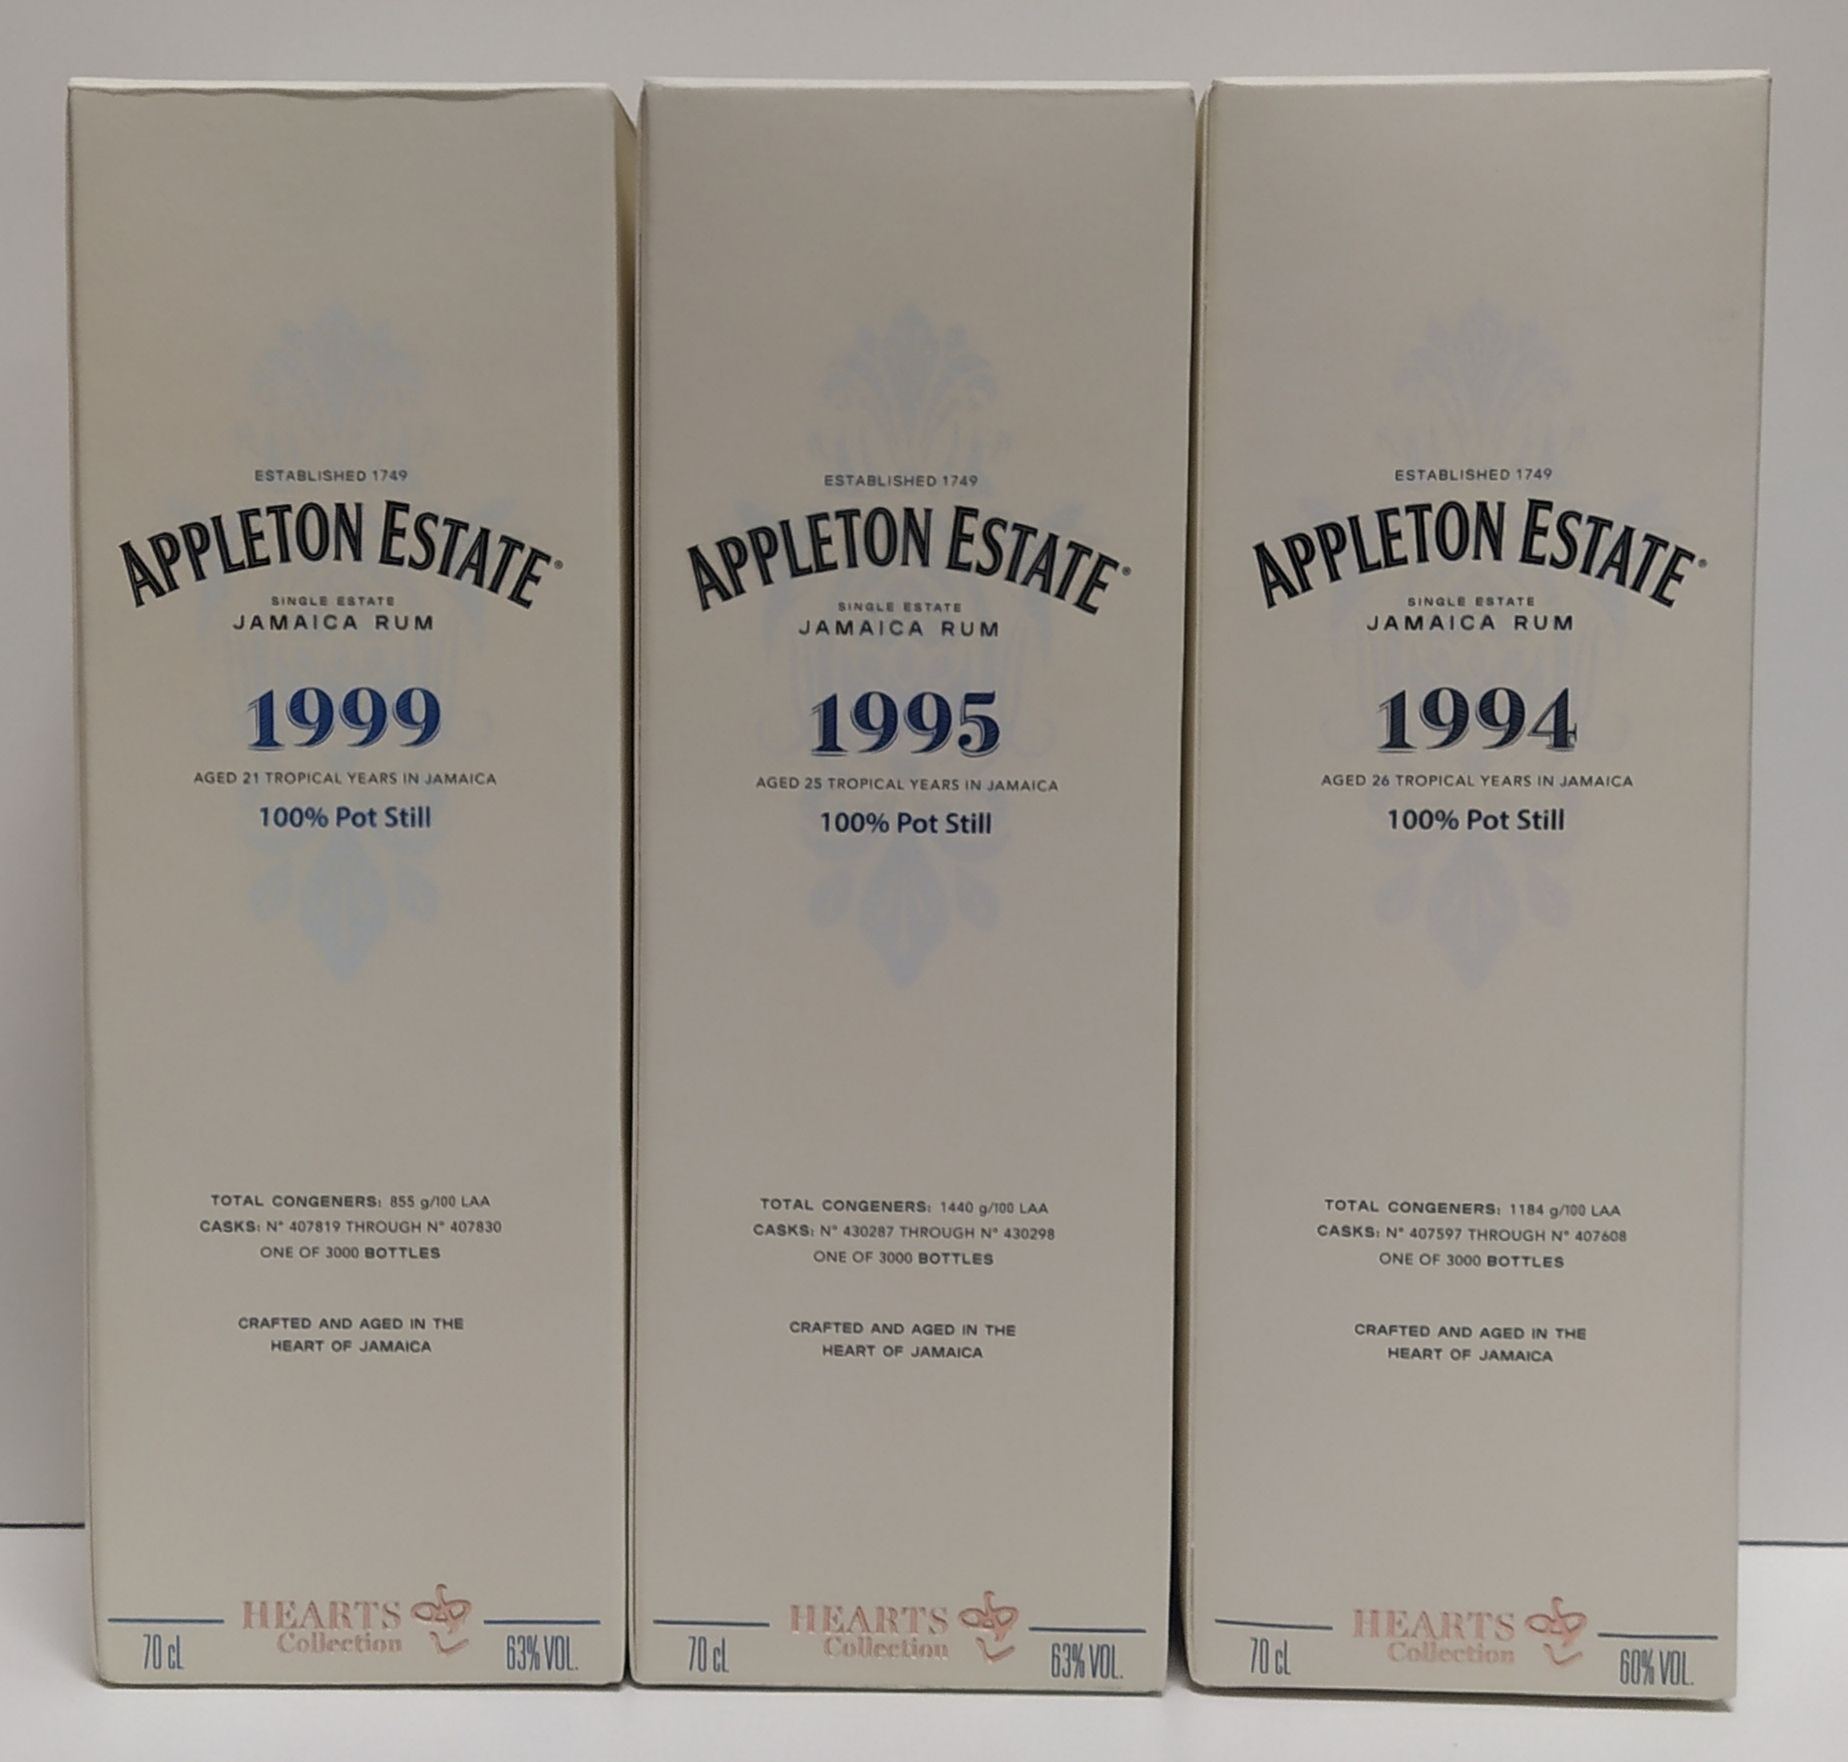 ESTABLISHED 1749
APPLETON ESTATE®
SINGLE ESTATE
JAMAICA RUM
1999
AGED 21 TROPICAL YEARS IN JAMAICA
100% Pot Still
TOTAL CONGENERS: 855 g/100 LAA
CASKS: N° 407819 THROUGH N° 407830
ONE OF 3000 BOTTLES
CRAFTED AND AGED IN THE
HEART OF JAMAICA
HEARTS
Collection
70 cL
63% VOL.
ESTABLISHED 1749
APPLETON ESTATE®
SINGLE ESTATE
JAMAICA RUM
1995
AGED 25 TROPICAL YEARS IN JAMAICA
100% Pot Still
TOTAL CONGENERS: 1440 g/100 LAA
CASKS: N° 430287 THROUGH N° 430298
ONE OF 3000 BOTTLES
CRAFTED AND AGED IN THE
HEART OF JAMAICA
HEARTS
Collection
70 cL
63% VOL.
ESTABLISHED 1749
APPLETON ESTATE®
SINGLE ESTATE
JAMAICA RUM
1994
AGED 26 TROPICAL YEARS IN JAMAICA
100% Pot Still
TOTAL CONGENERS: 1184 g/100 LAA
CASKS: N° 407597 THROUGH N° 407608
ONE OF 3000 BOTTLES
CRAFTED AND AGED IN THE
HEART OF JAMAICA
HEARTS
Collection
70 cL
60% VOL.